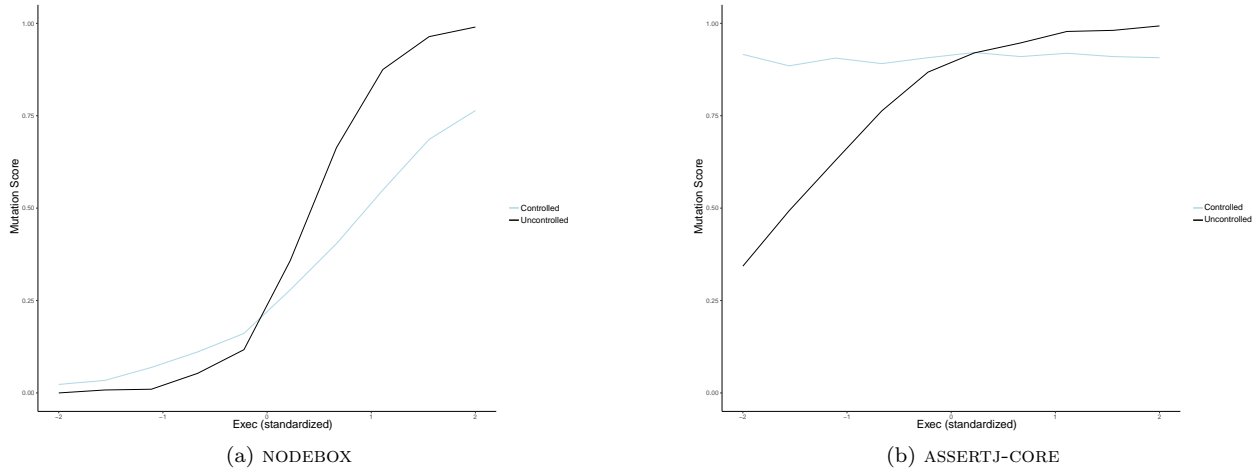 1.00
0.75
0.50
0.25
0.00
Mutation Score
−2
−1
0
1
2
Exec (standardized)
Controlled
Uncontrolled
(a) NODEBOX
1.00
0.75
0.50
0.25
0.00
Mutation Score
−2
−1
0
1
2
Exec (standardized)
Controlled
Uncontrolled
(b) ASSERTJ-CORE